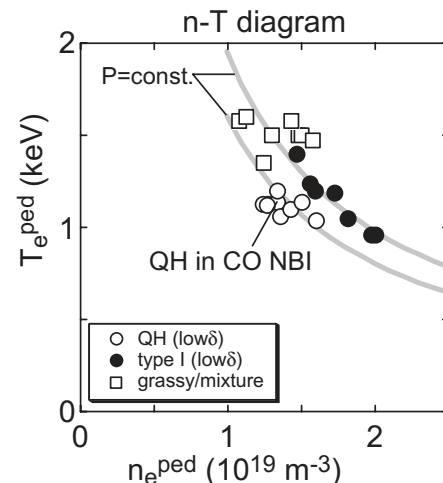 n-T diagram
2
P=const.
T_e^ped (keV)
1
QH in CO NBI
QH (lowδ)
type I (lowδ)
grassy/mixture
0
0 1 2
n_e^ped (10^19 m^-3)